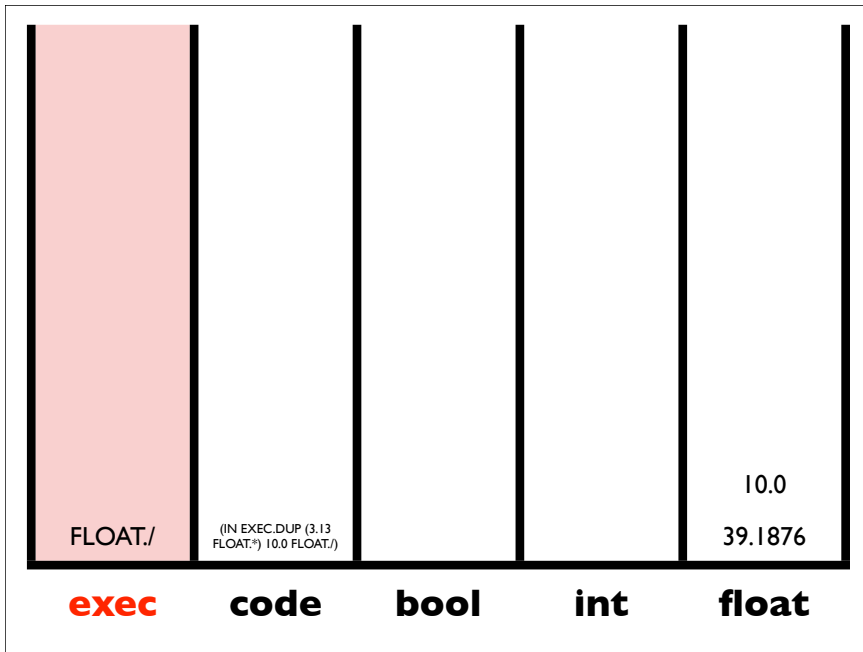 10.0
FLOAT./
(IN EXEC.DUP (3.13
FLOAT.*) 10.0 FLOAT./)
39.1876
exec
code
bool
int
float